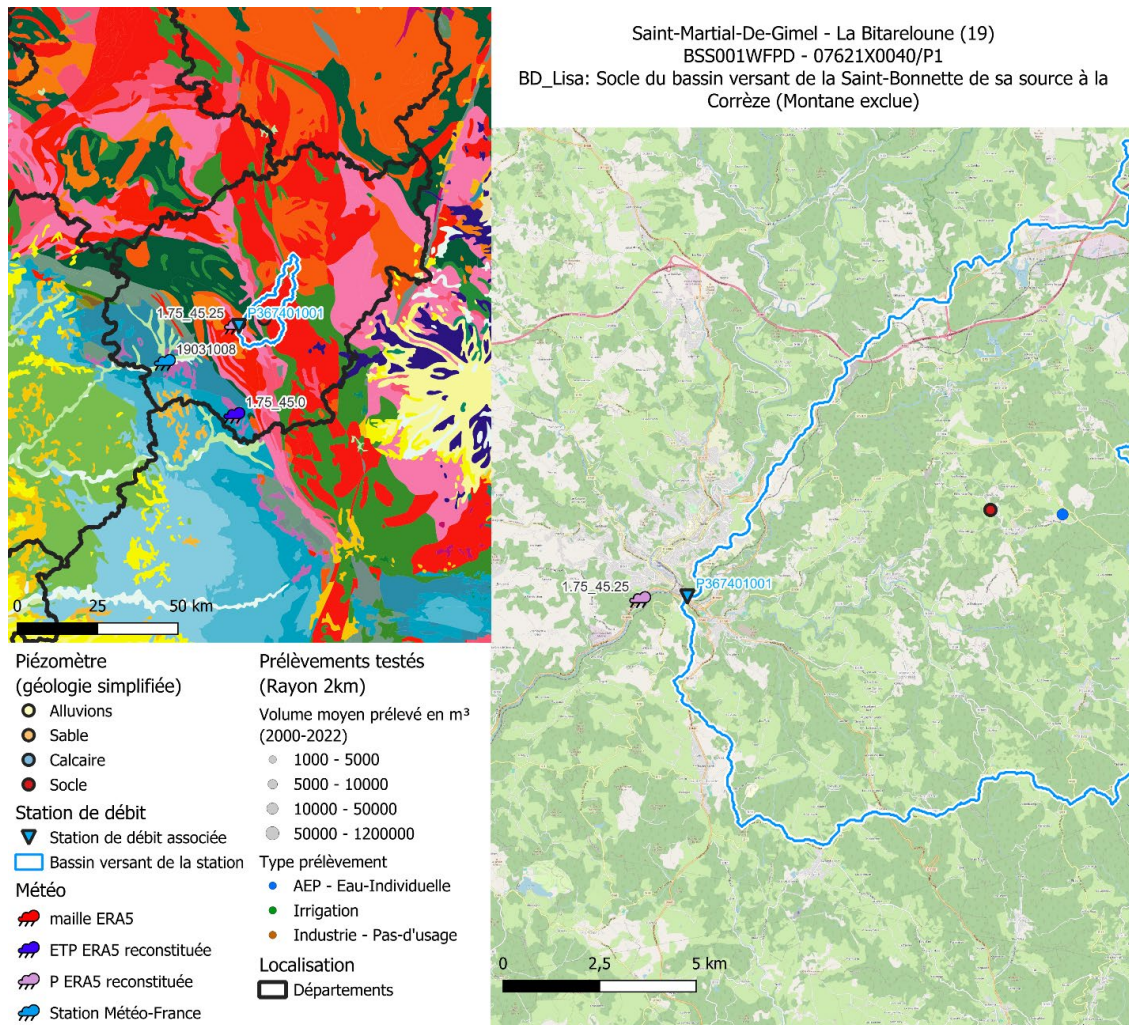 Saint-Martial-De-Gimel - La Bitareloune (19)
BSS001WFPD - 07621X0040/P1
BD_Lisa: Socle du bassin versant de la Saint-Bonnette de sa source à la
Corrèze (Montane exclue)
1.75_45.25
P367401001
19031008
1.75_45.0
0 25 50 km
1.75_45.25
P367401001
0 2,5 5 km
Piézomètre
(géologie simplifiée)
Alluvions
Sable
Calcaire
Socle
Station de débit
Station de débit associée
Bassin versant de la station
Météo
maille ERA5
ETP ERA5 reconstituée
P ERA5 reconstituée
Station Météo-France
Prélèvements testés
(Rayon 2km)
Volume moyen prélevé en m³
(2000-2022)
1000 - 5000
5000 - 10000
10000 - 50000
50000 - 1200000
Type prélèvement
AEP - Eau-Individuelle
Irrigation
Industrie - Pas-d'usage
Localisation
Départements